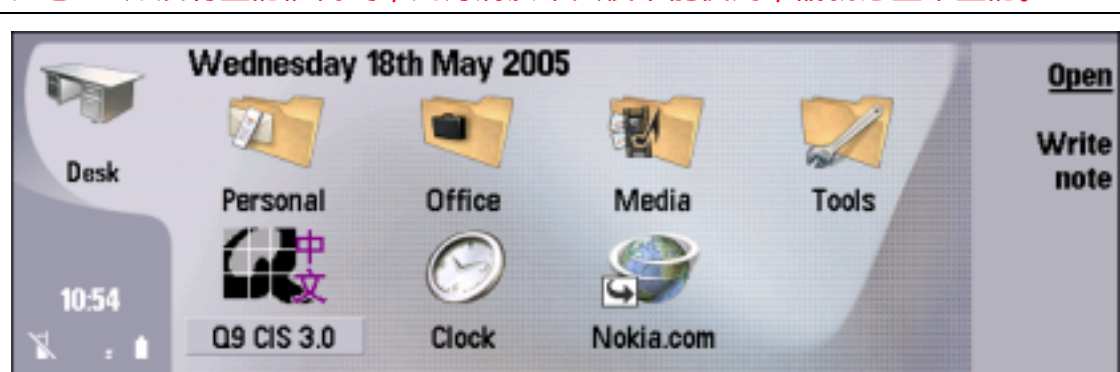 Wednesday 18th May 2005
Open
Write
note
Desk
Personal
Office
Media
Tools
中
文
10:54
Q9 CIS 3.0
Clock
Nokia.com